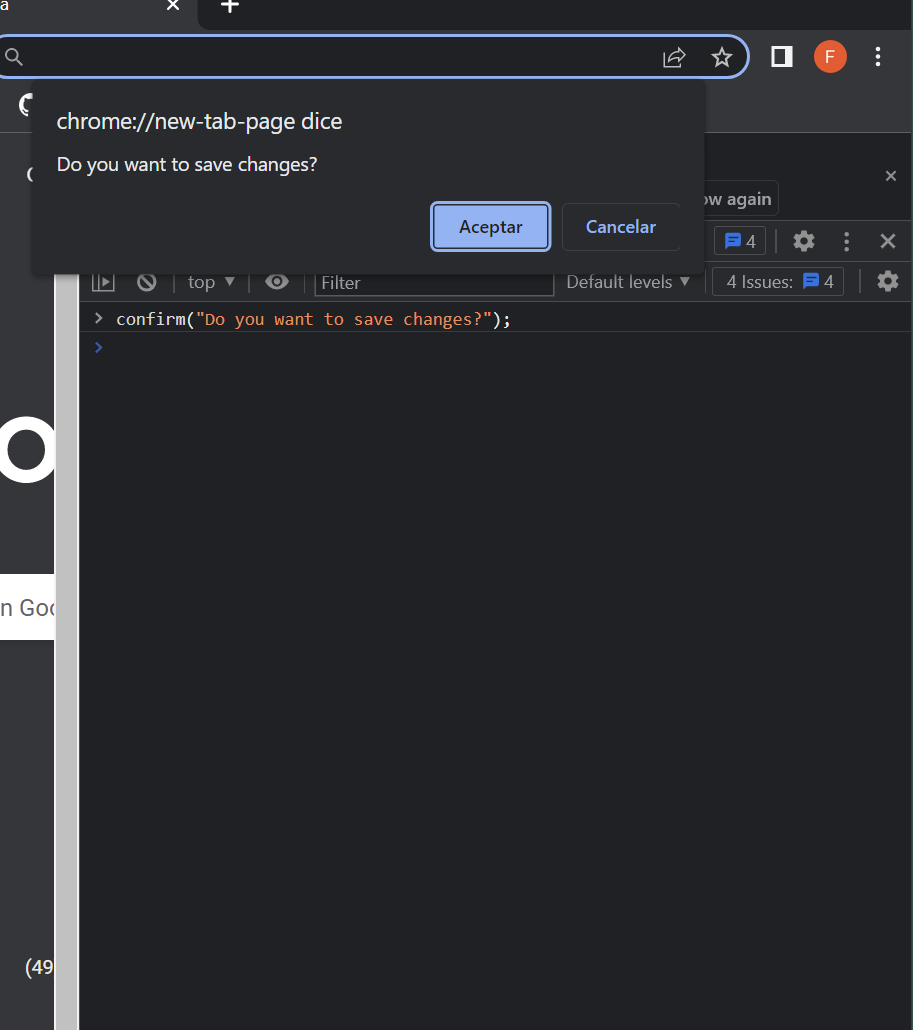 a
F
chrome://new-tab-page dice
Do you want to save changes?
ow again
Aceptar Cancelar
4
top Filter Default levels 4 Issues: 4
confirm("Do you want to save changes?");
n Goo
(49